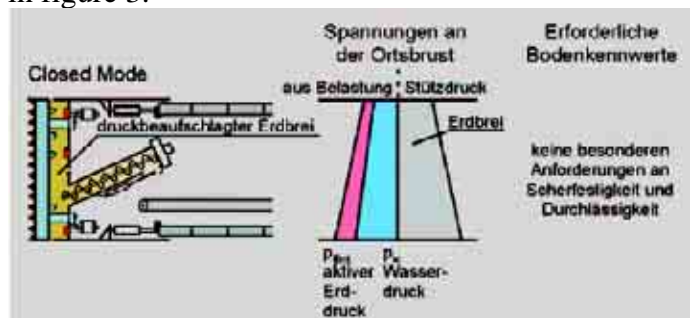 in figure 5.
Spannungen an
der Ortsbrust
Erforderliche
Bodenkennwerte
Closed Mode
aus Belastung
Stützdruck
druckbeaufschlagter Erdbrei
Erdbrei
keine besonderen
Anforderungen an
Scherfestigkeit und
Durchlässigkeit
aktiver
Erd-
druck
Wasser-
druck